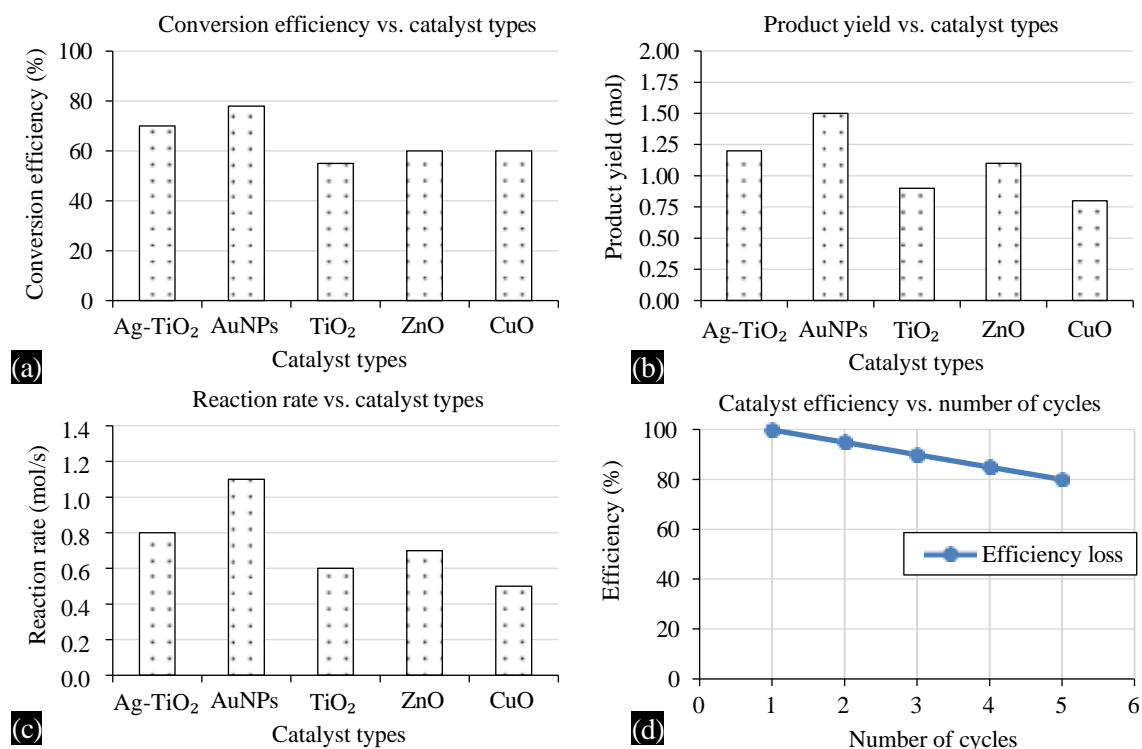 Conversion efficiency vs. catalyst types
Conversion efficiency (%)
100
80
60
40
20
0
Ag-TiO₂ AuNPs TiO₂ ZnO CuO
Catalyst types
(a)
Product yield vs. catalyst types
Product yield (mol)
2.00
1.75
1.50
1.25
1.00
0.75
0.50
0.25
0.00
Ag-TiO₂ AuNPs TiO₂ ZnO CuO
Catalyst types
(b)
Reaction rate vs. catalyst types
Reaction rate (mol/s)
1.4
1.2
1.0
0.8
0.6
0.4
0.2
0.0
Ag-TiO₂ AuNPs TiO₂ ZnO CuO
Catalyst types
(c)
Catalyst efficiency vs. number of cycles
Efficiency (%)
100
80
60
40
20
0
Efficiency loss
0 1 2 3 4 5 6
Number of cycles
(d)